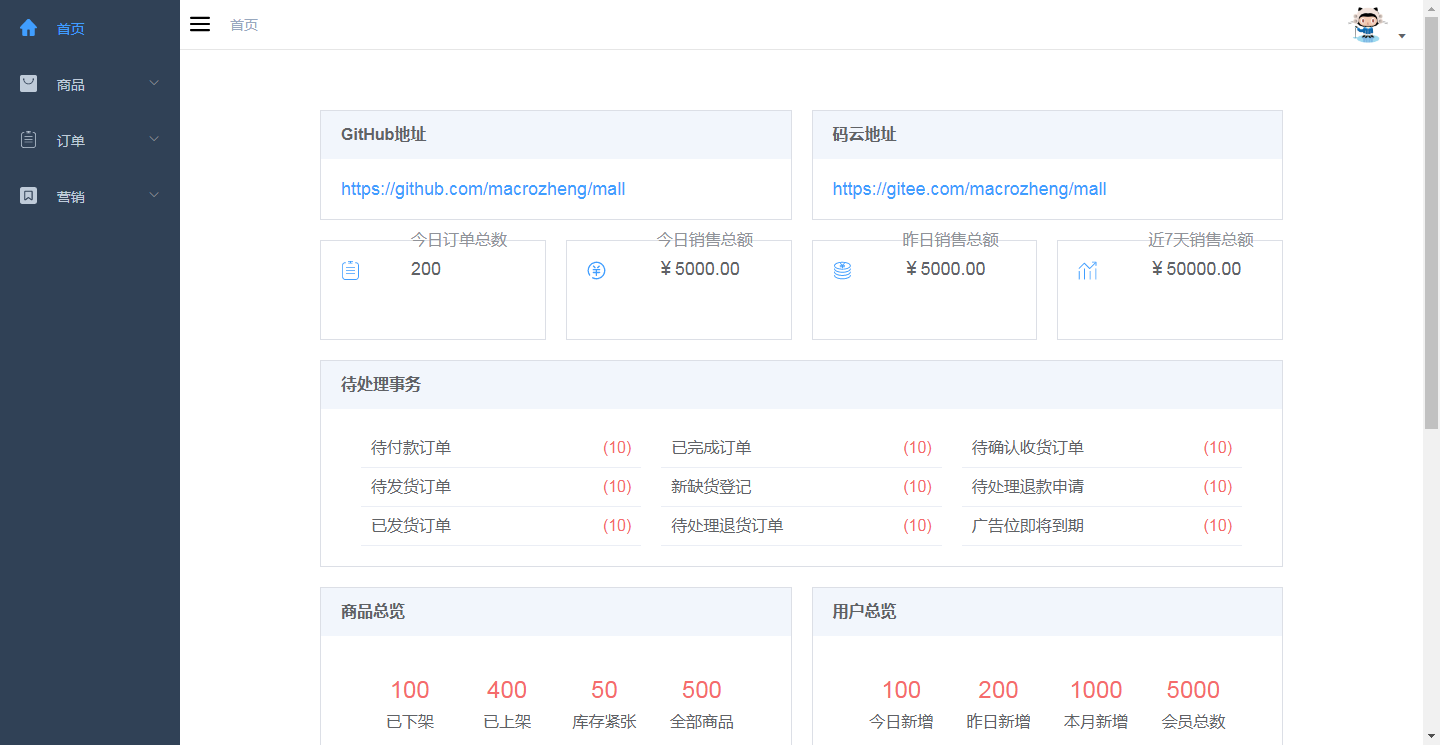 首页
商品
订单
营销
首页
GitHub地址
https://github.com/macrozheng/mall
码云地址
https://gitee.com/macrozheng/mall
今日订单总数
200
今日销售总额
￥5000.00
昨日销售总额
￥5000.00
近7天销售总额
￥50000.00
待处理事务
待付款订单 (10)
已完成订单 (10)
待确认收货订单 (10)
待发货订单 (10)
新缺货登记 (10)
待处理退款申请 (10)
已发货订单 (10)
待处理退货订单 (10)
广告位即将到期 (10)
商品总览
100 400 50 500
已下架 已上架 库存紧张 全部商品
用户总览
100 200 1000 5000
今日新增 昨日新增 本月新增 会员总数